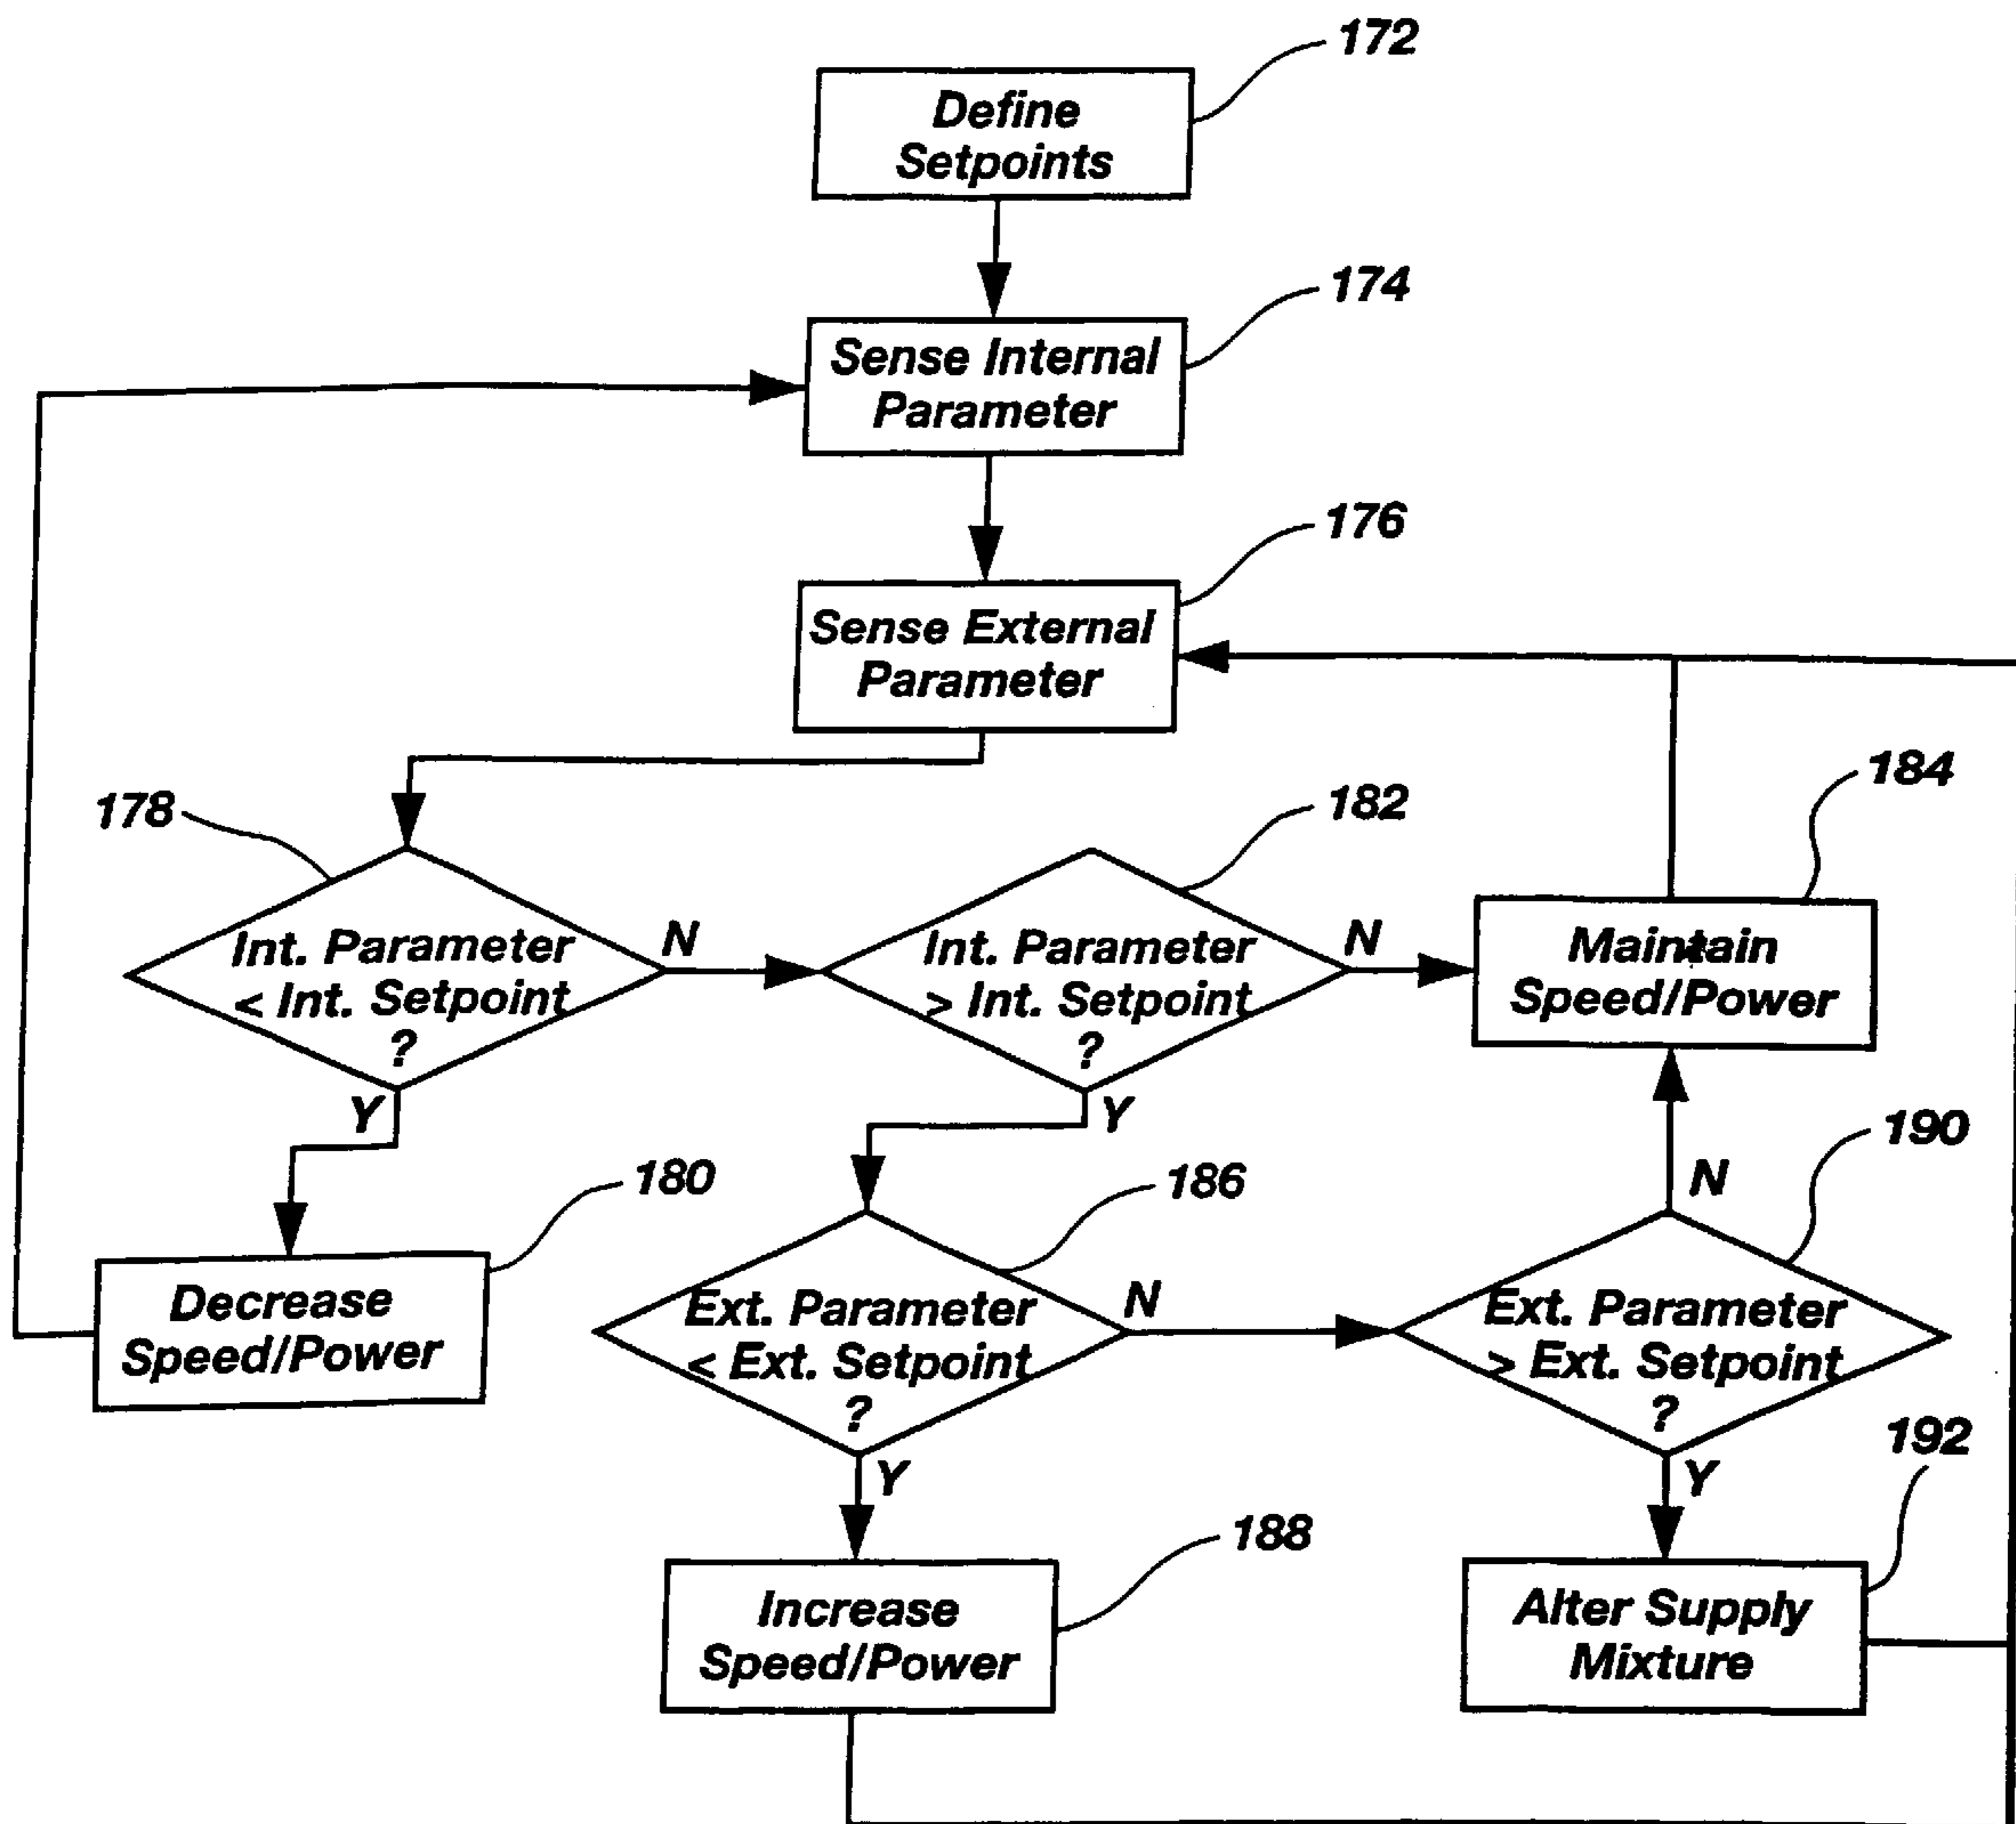 172
Define
Setpoints
174
Sense Internal
Parameter
176
Sense External
Parameter
178
Int. Parameter
< Int. Setpoint
?
N
Y
182
Int. Parameter
> Int. Setpoint
?
N
Y
184
Maintain
Speed/Power
180
Decrease
Speed/Power
186
Ext. Parameter
< Ext. Setpoint
?
N
Y
190
N
Ext. Parameter
> Ext. Setpoint
?
Y
188
Increase
Speed/Power
192
Alter Supply
Mixture